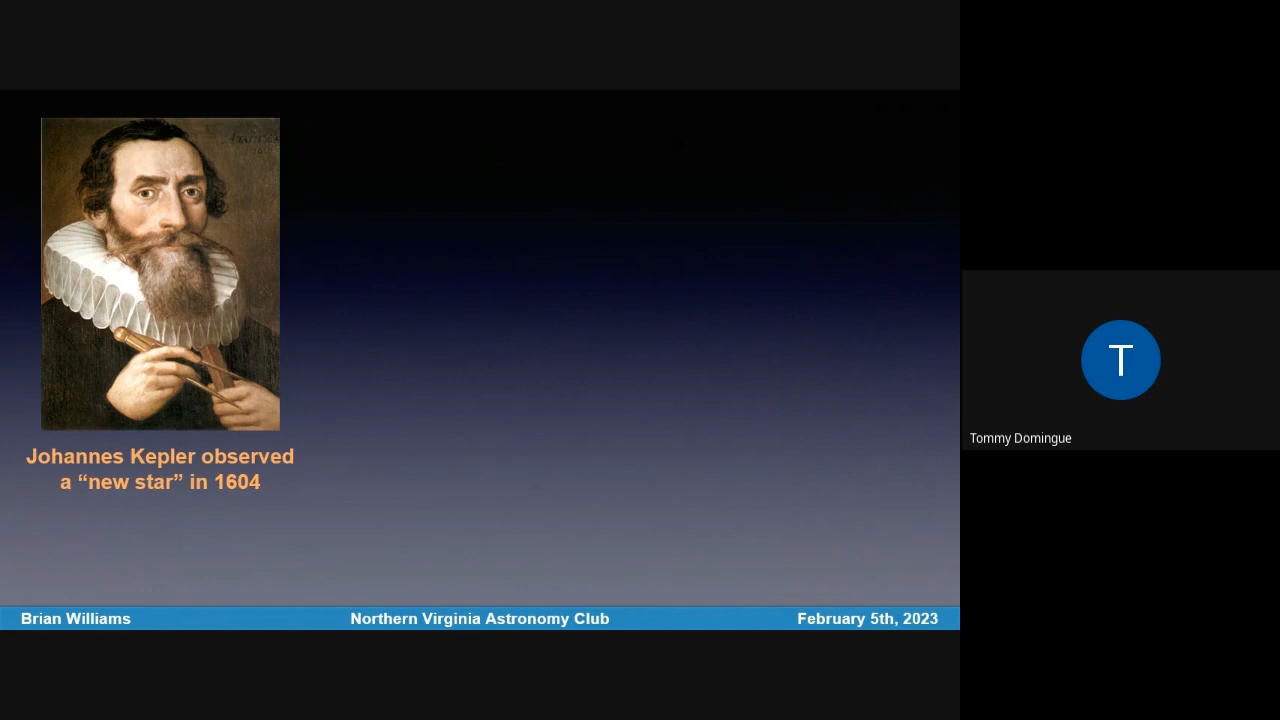 Johannes Kepler observed
a “new star” in 1604
Brian Williams
Northern Virginia Astronomy Club
February 5th, 2023
T
Tommy Domingue